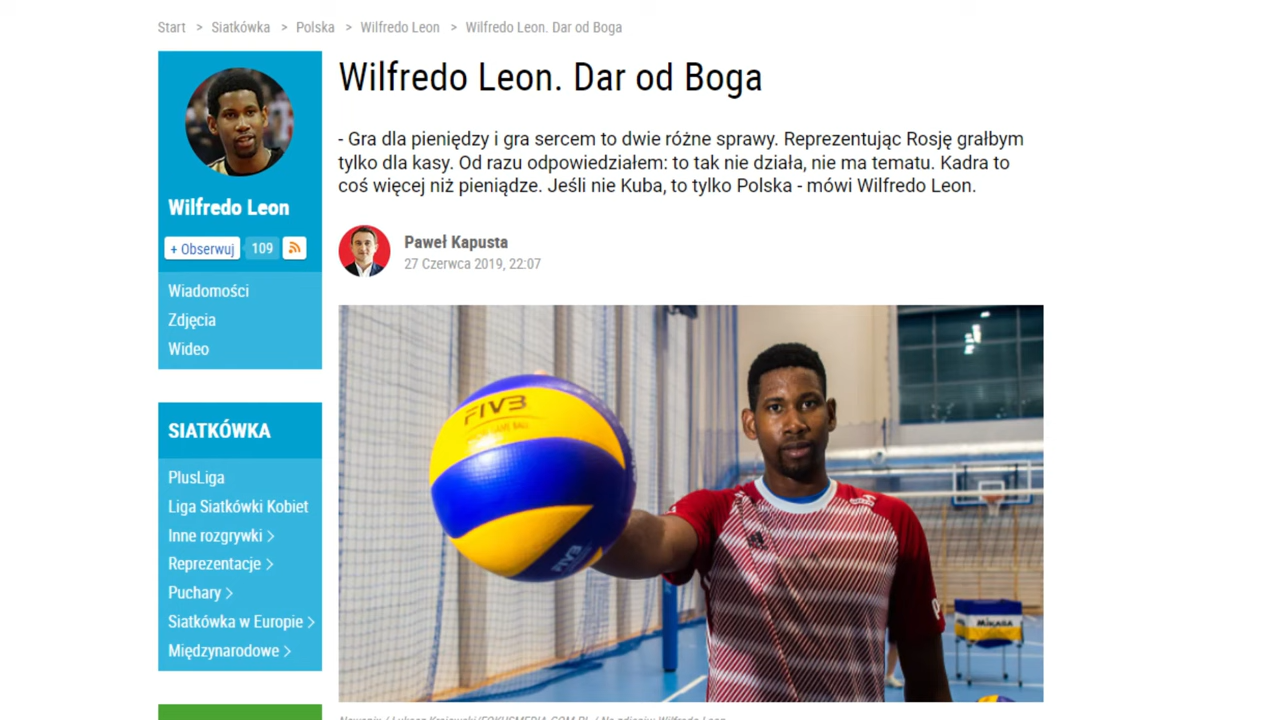 Start > Siatkówka > Polska > Wilfredo Leon > Wilfredo Leon. Dar od Boga
Wilfredo Leon
+ Obserwuj 109
Wiadomości
Zdjęcia
Wideo
SIATKÓWKA
PlusLiga
Liga Siatkówki Kobiet
Inne rozgrywki >
Reprezentacje >
Puchary >
Siatkówka w Europie >
Międzynarodowe >
Wilfredo Leon. Dar od Boga
- Gra dla pieniędzy i gra sercem to dwie różne sprawy. Reprezentując Rosję grałbym
tylko dla kasy. Od razu odpowiedziałem: to tak nie działa, nie ma tematu. Kadra to
coś więcej niż pieniądze. Jeśli nie Kuba, to tylko Polska - mówi Wilfredo Leon.
Paweł Kapusta
27 Czerwca 2019, 22:07
FIVB
FIVB
MIKASA